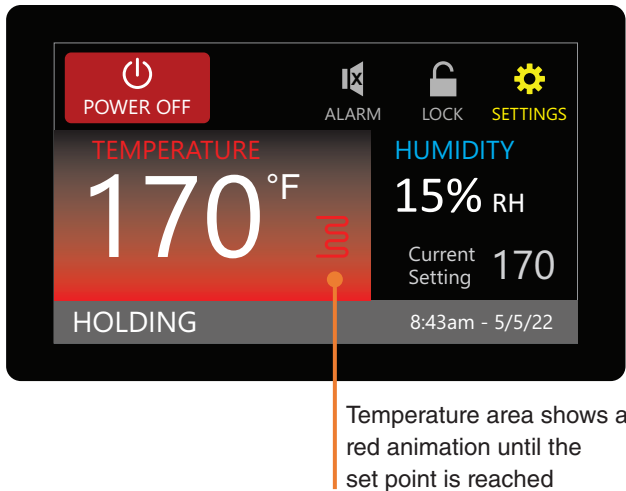 POWER OFF
ALARM
LOCK
SETTINGS
TEMPERATURE
170 °F
HUMIDITY
15% RH
Current
Setting
170
HOLDING
8:43am - 5/5/22
Temperature area shows a
red animation until the
set point is reached